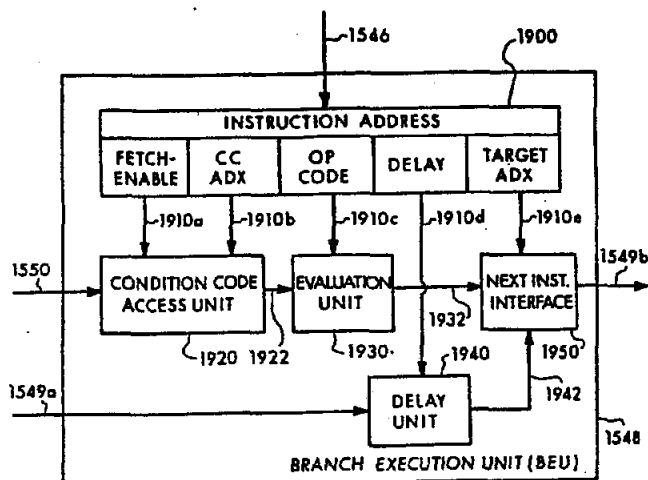 1546
1900
INSTRUCTION ADDRESS
FETCH-
ENABLE
CC
ADX
OP
CODE
DELAY
TARGET
ADX
1910a
1910b
1910c
1910d
1910e
1550
1549b
CONDITION CODE
ACCESS UNIT
EVALUATION
UNIT
NEXT INST.
INTERFACE
1920
1922
1930
1932
1940
1950
1549a
DELAY
UNIT
1942
1548
BRANCH EXECUTION UNIT (BEU)